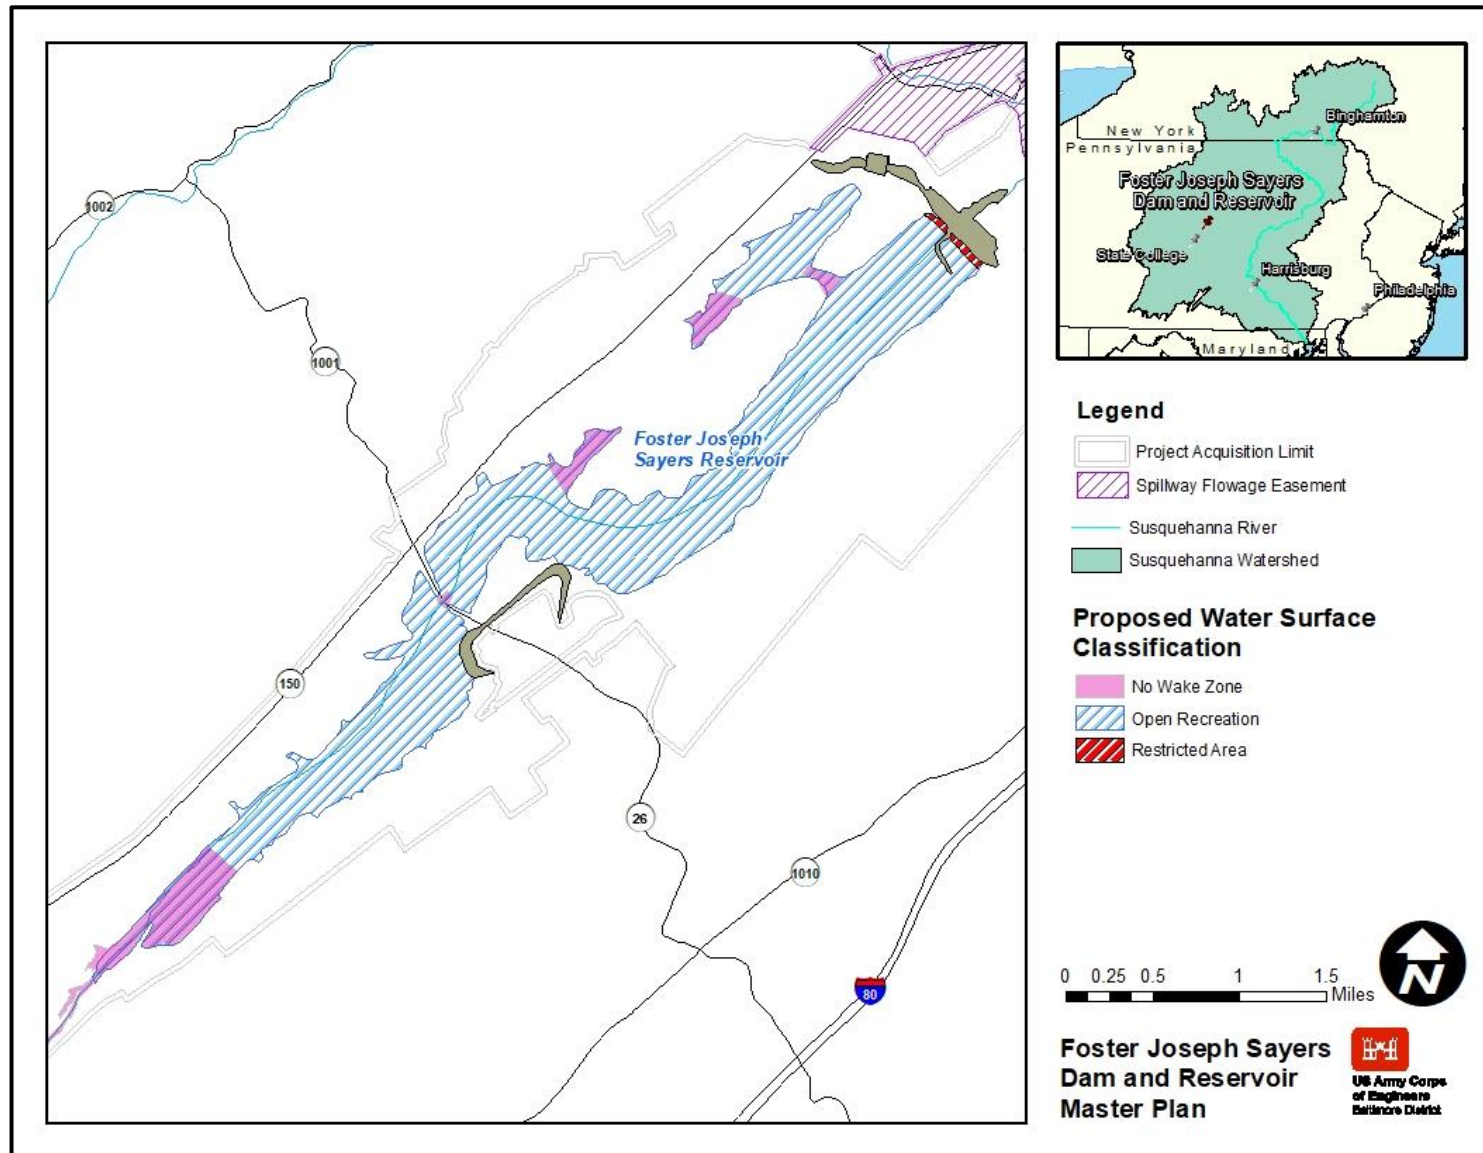 1002
1001
150
26
1010
80
Foster Joseph
Sayers Reservoir
New York
Pennsylvania
Binghamton
Foster Joseph Sayers
Dam and Reservoir
State College
Harrisburg
Philadelphia
Maryland
Legend
Project Acquisition Limit
Spillway Flowage Easement
Susquehanna River
Susquehanna Watershed
Proposed Water Surface
Classification
No Wake Zone
Open Recreation
Restricted Area
0 0.25 0.5 1 1.5
Miles
N
Foster Joseph Sayers
Dam and Reservoir
Master Plan
US Army Corps
of Engineers
Baltimore District